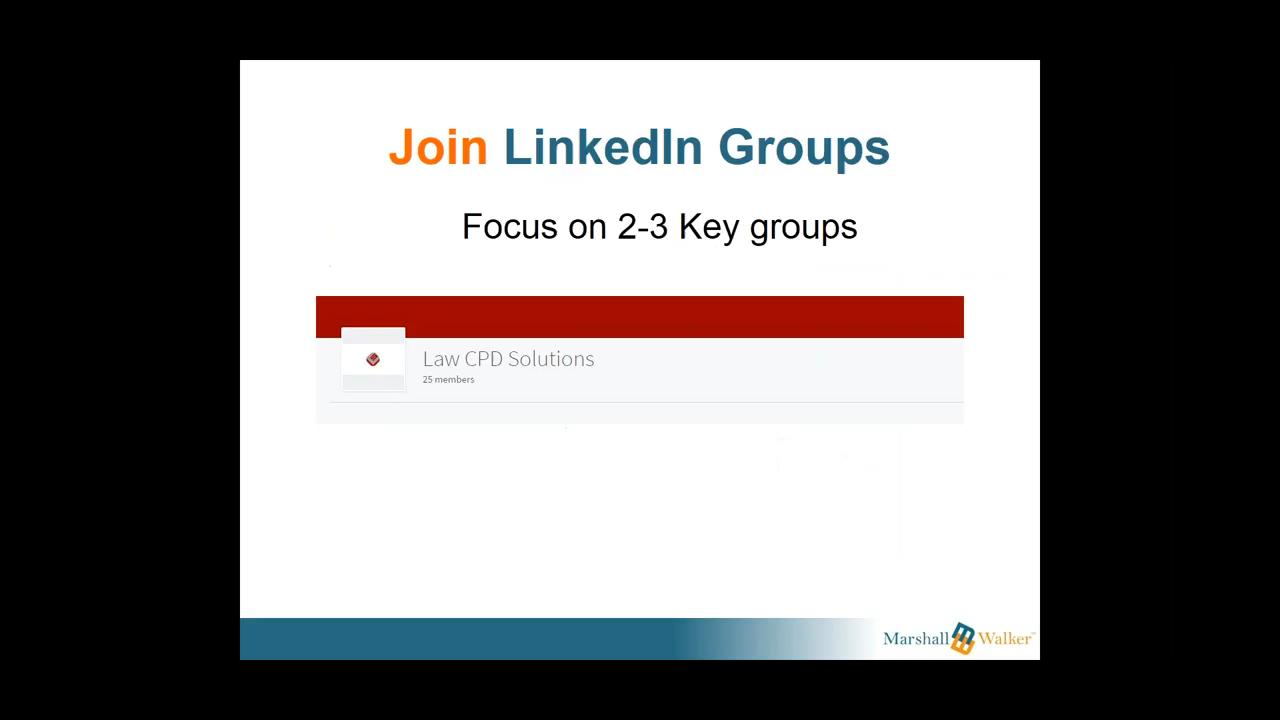 Join LinkedIn Groups
Focus on 2-3 Key groups
Law CPD Solutions
25 members
Marshall Walker